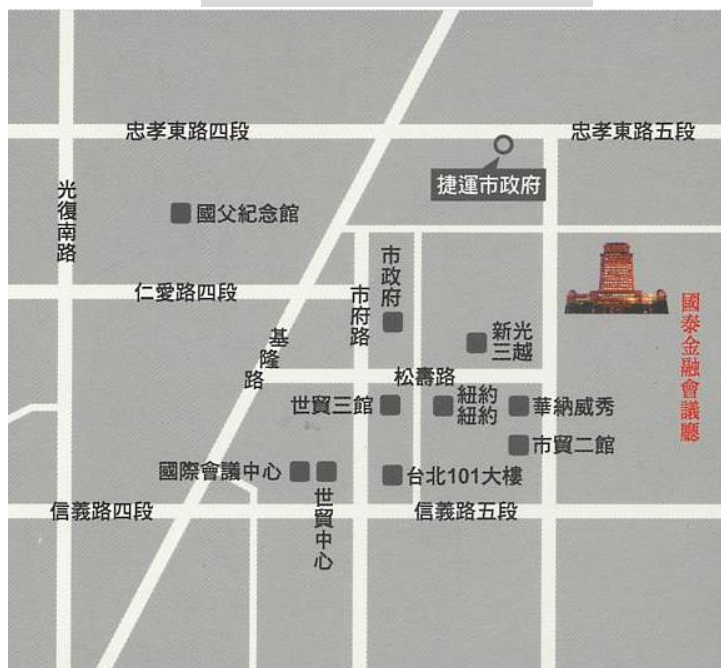 忠孝東路四段
忠孝東路五段
捷運市政府
光復南路
國父紀念館
市政府
仁愛路四段
市府路
國泰金融會議廳
基隆路
新光
三越
松壽路
世貿三館
紐約
紐約
華納威秀
市貿二館
國際會議中心
世貿中心
台北101大樓
信義路四段
信義路五段